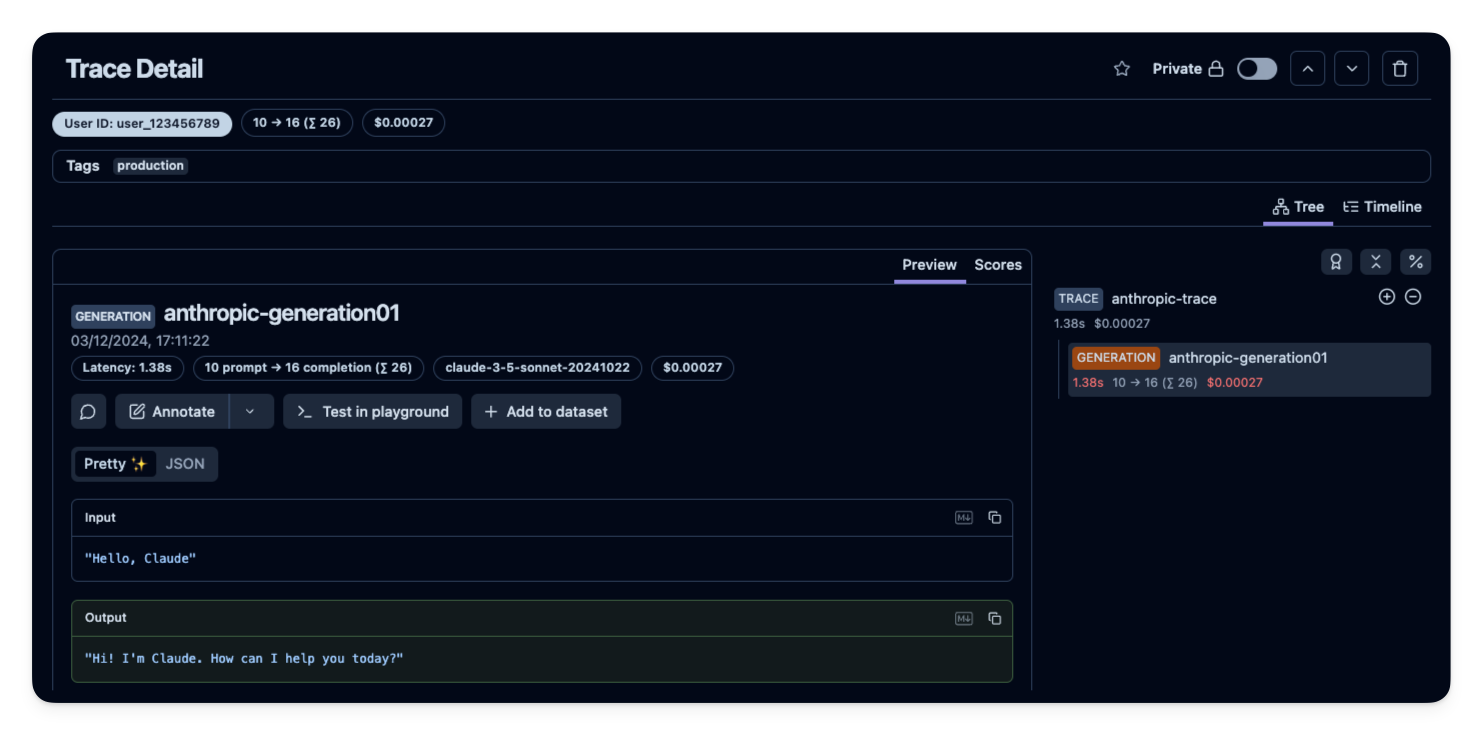 Trace Detail
Private
User ID: user_123456789
10 → 16 (∑ 26)
$0.00027
Tags
production
Tree
Timeline
Preview
Scores
GENERATION anthropic-generation01
03/12/2024, 17:11:22
Latency: 1.38s
10 prompt → 16 completion (∑ 26)
claude-3-5-sonnet-20241022
$0.00027
Annotate
Test in playground
Add to dataset
Pretty ✨
JSON
Input
M↓
"Hello, Claude"
Output
M↓
"Hi! I'm Claude. How can I help you today?"
TRACE anthropic-trace
1.38s $0.00027
GENERATION anthropic-generation01
1.38s 10 → 16 (∑ 26) $0.00027